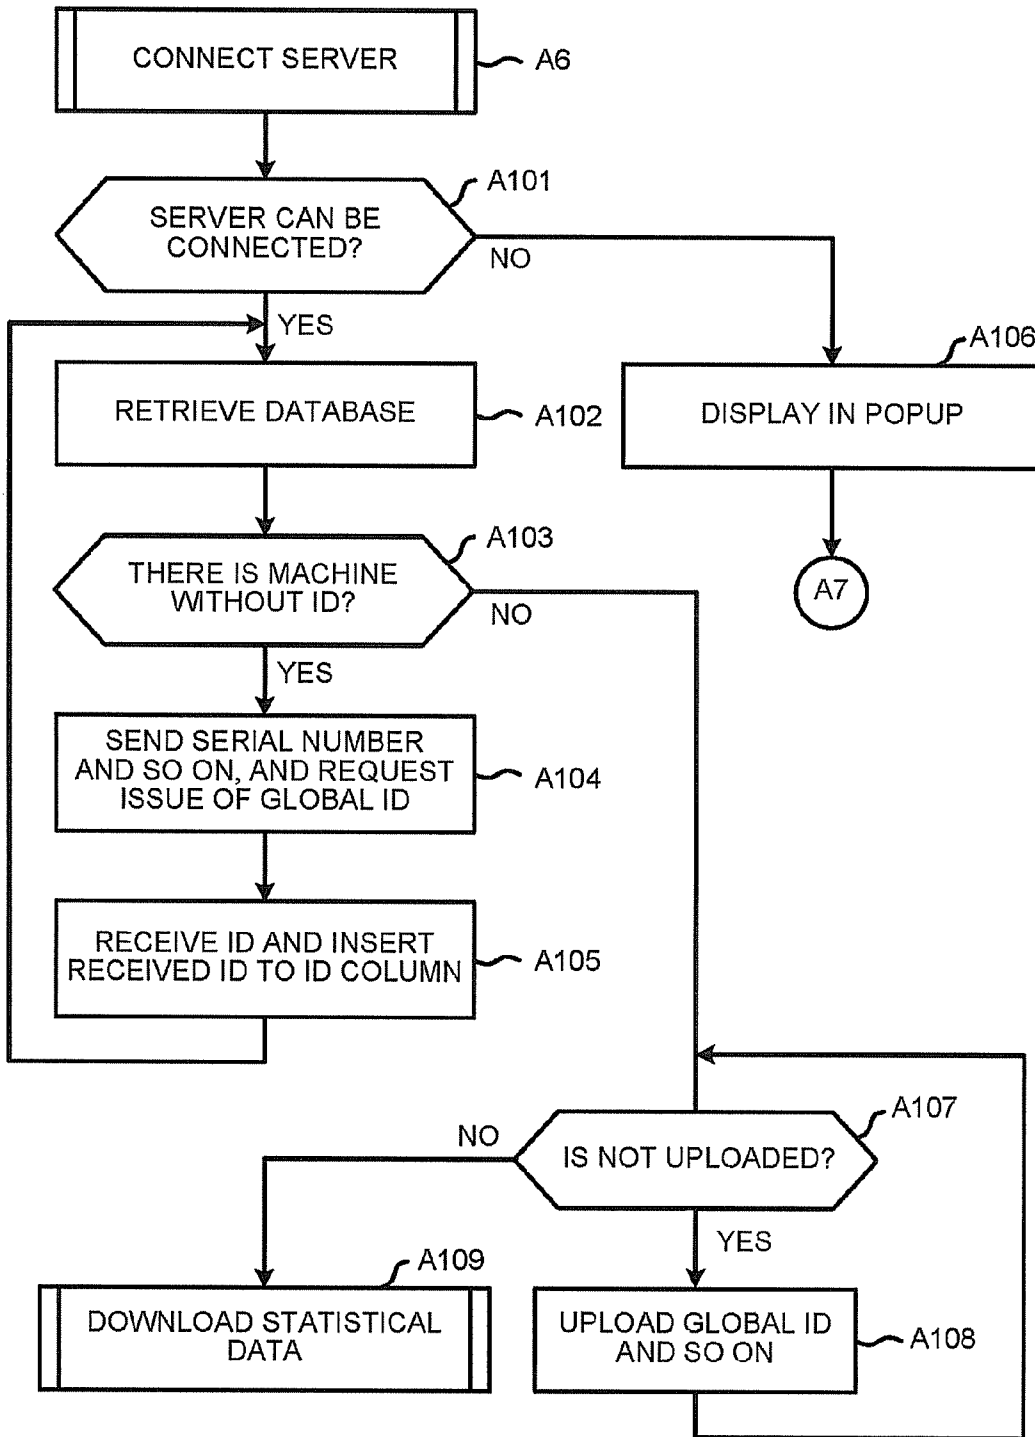 CONNECT SERVER
A6
A101
SERVER CAN BE
CONNECTED?
NO
YES
A106
RETRIEVE DATABASE
A102
DISPLAY IN POPUP
A103
THERE IS MACHINE
WITHOUT ID?
A7
NO
YES
SEND SERIAL NUMBER
AND SO ON, AND REQUEST
ISSUE OF GLOBAL ID
A104
RECEIVE ID AND INSERT
RECEIVED ID TO ID COLUMN
A105
A107
NO
IS NOT UPLOADED?
YES
A109
DOWNLOAD STATISTICAL
DATA
UPLOAD GLOBAL ID
AND SO ON
A108